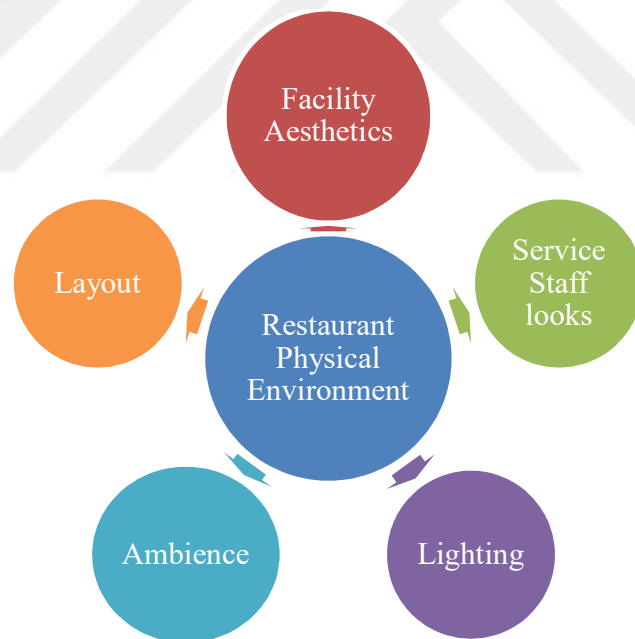 Facility
Aesthetics
Layout
Service
Staff
looks
Restaurant
Physical
Environment
Ambience
Lighting